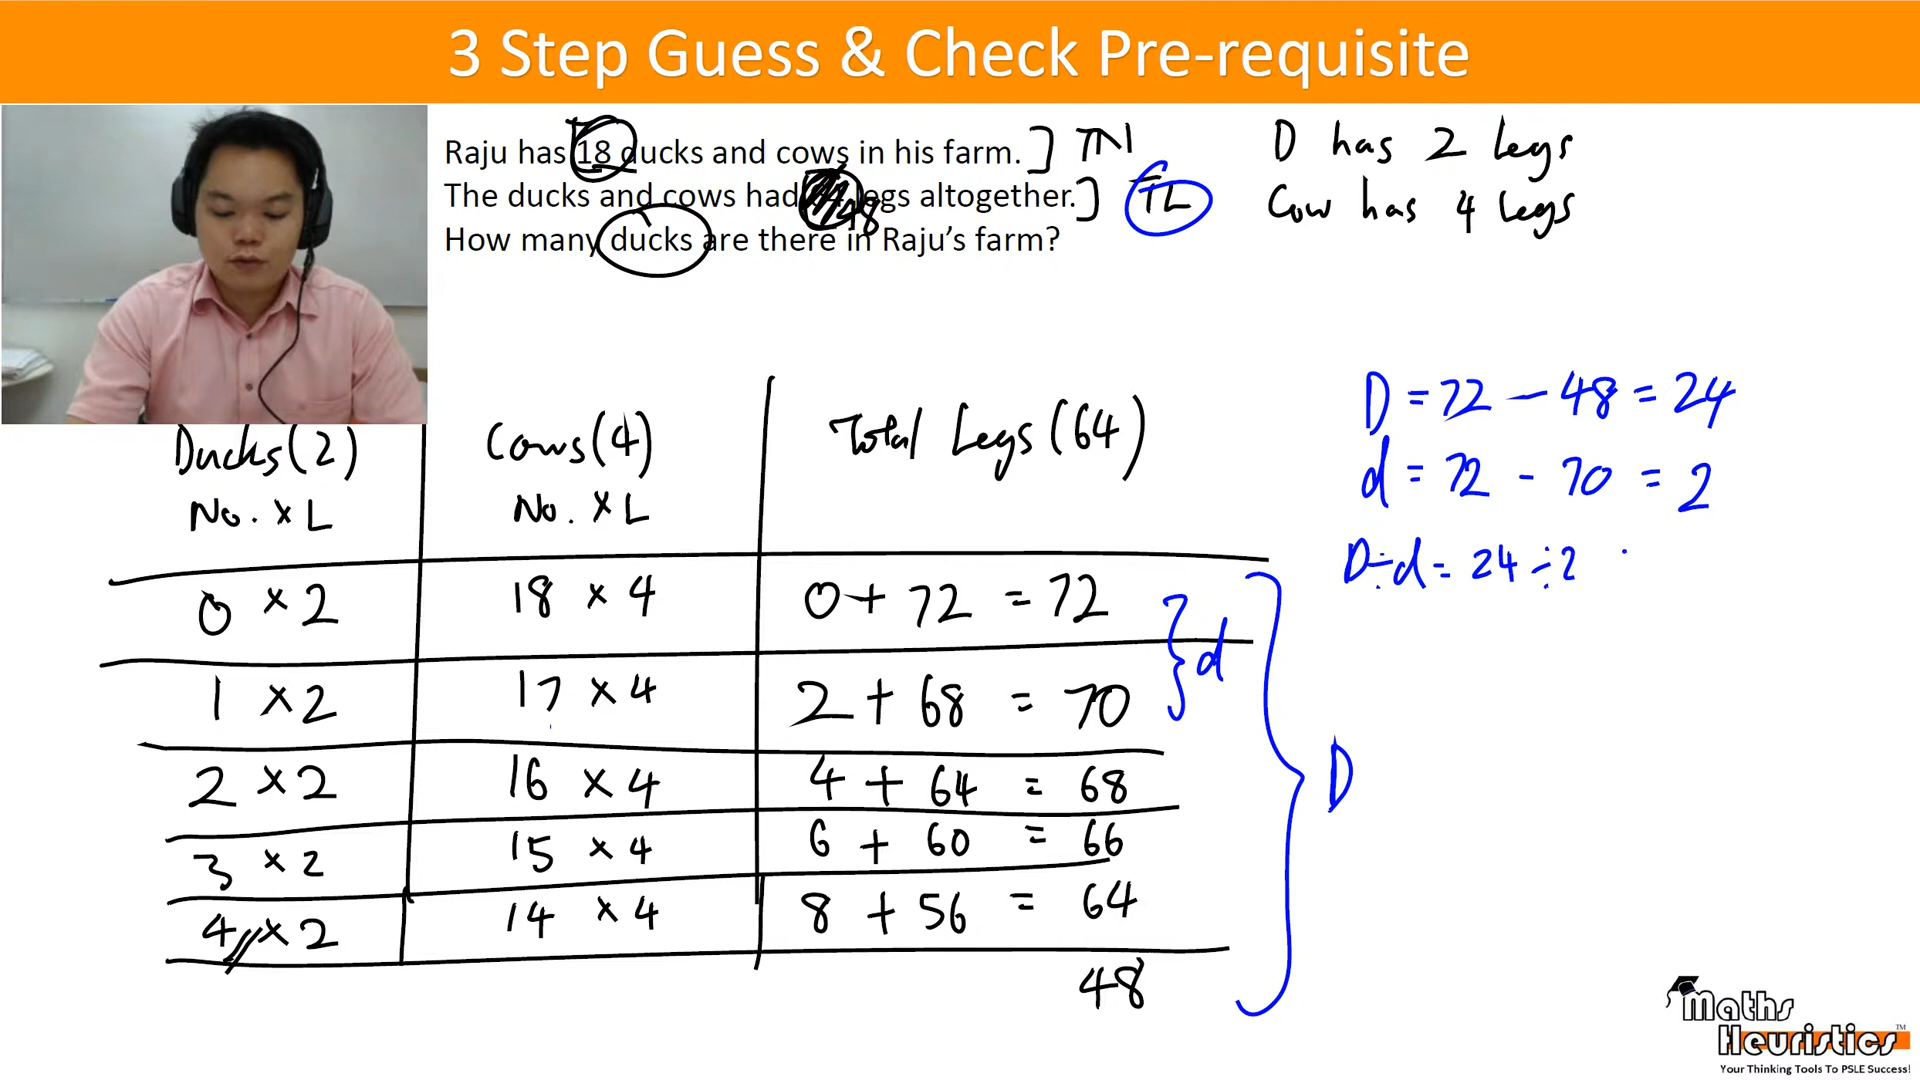 3 Step Guess & Check Pre-requisite
Raju has 18 ducks and cows in his farm. ] TN
The ducks and cows had 48 legs altogether. ] TL
How many ducks are there in Raju's farm?
D has 2 legs
Cow has 4 legs
Ducks(2) Cows(4) Total Legs(64)
No. × L No. × L
0 × 2 18 × 4 0 + 72 = 72
1 × 2 17 × 4 2 + 68 = 70
2 × 2 16 × 4 4 + 64 = 68
3 × 2 15 × 4 6 + 60 = 66
4 × 2 14 × 4 8 + 56 = 64
48
d
D
D = 72 - 48 = 24
d = 72 - 70 = 2
D÷d = 24 ÷ 2
Maths
Heuristics™
Your Thinking Tools To PSLE Success!